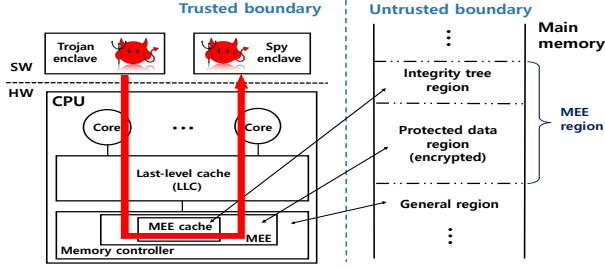 Trusted boundary
Untrusted boundary
Trojan
enclave
Spy
enclave
Main
memory
SW
HW
CPU
Core
Core
Last-level cache
(LLC)
MEE cache
MEE
Memory controller
Integrity tree
region
Protected data
region
(encrypted)
General region
MEE
region